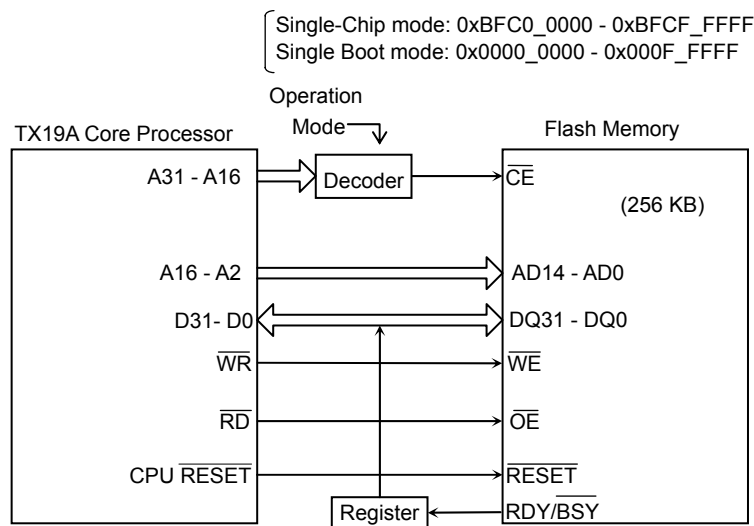 Single-Chip mode: 0xBFC0_0000 - 0xBFCF_FFFF
Single Boot mode: 0x0000_0000 - 0x000F_FFFF
Operation
Mode
TX19A Core Processor
Flash Memory
A31 - A16
Decoder
CE
(256 KB)
A16 - A2
AD14 - AD0
D31- D0
DQ31 - DQ0
WR
WE
RD
OE
CPU RESET
RESET
Register
RDY/BSY